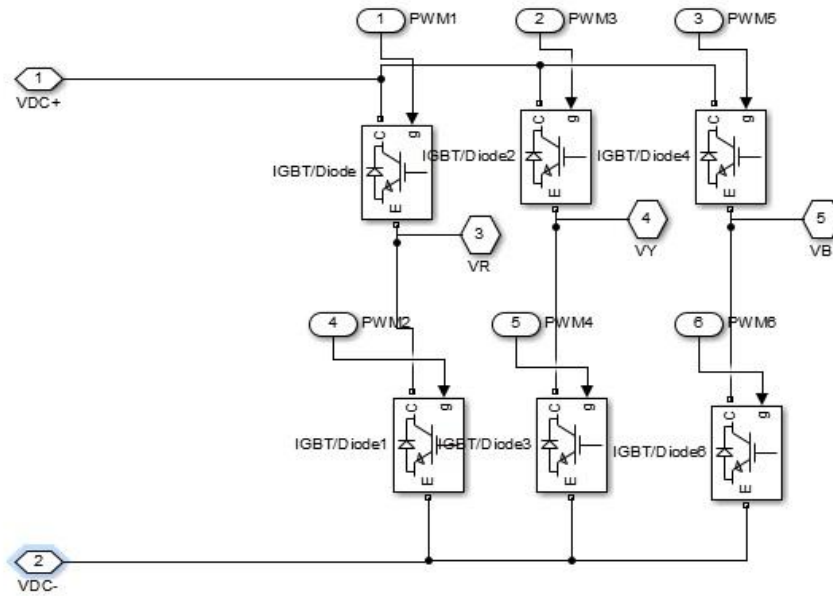 1 PWM1
2 PWM3
3 PWM5
1
VDC+
C g
C g
C g
IGBT/Diode
IGBT/Diode2
IGBT/Diode4
E
E
E
3
VR
4
VY
5
VB
4 PWM2
5 PWM4
6 PWM6
C g
C g
C g
IGBT/Diode1
IGBT/Diode3
IGBT/Diode6
E
E
E
2
VDC-